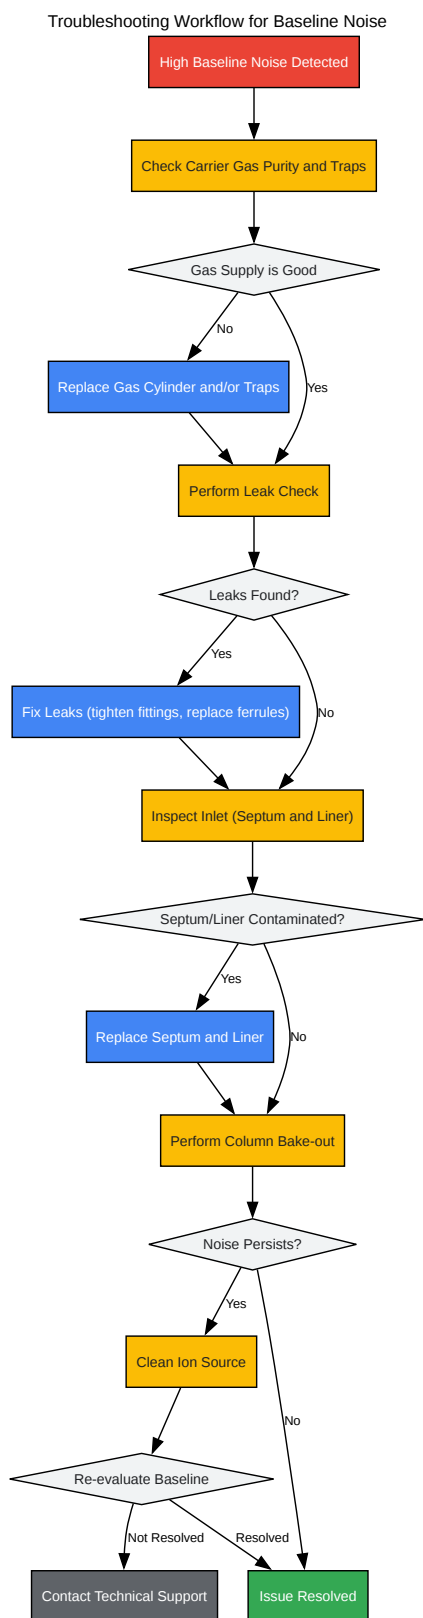 Troubleshooting Workflow for Baseline Noise
High Baseline Noise Detected
Check Carrier Gas Purity and Traps
Gas Supply is Good
No
Replace Gas Cylinder and/or Traps
Yes
Perform Leak Check
Leaks Found?
Yes
Fix Leaks (tighten fittings, replace ferrules)
No
Inspect Inlet (Septum and Liner)
Septum/Liner Contaminated?
Yes
Replace Septum and Liner
No
Perform Column Bake-out
Noise Persists?
Yes
Clean Ion Source
No
Re-evaluate Baseline
Not Resolved
Resolved
Contact Technical Support
Issue Resolved